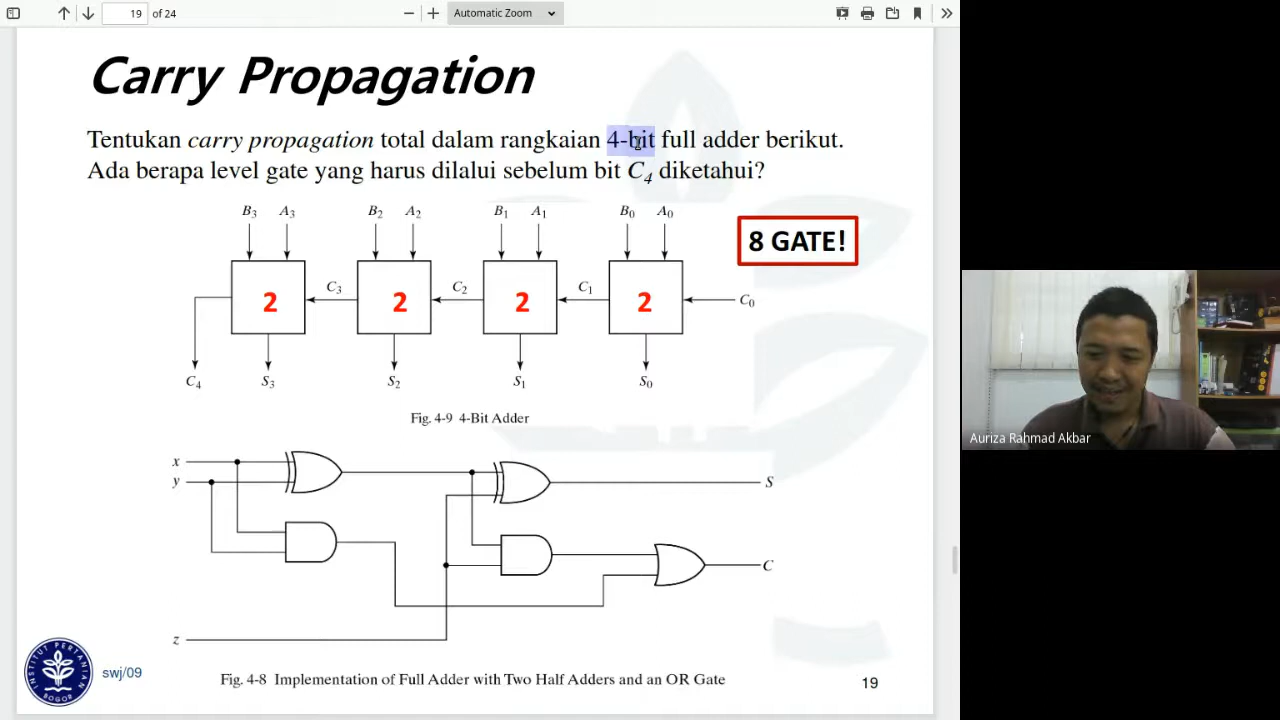 19 of 24
Automatic Zoom
Carry Propagation
Tentukan carry propagation total dalam rangkaian 4-bit full adder berikut.
Ada berapa level gate yang harus dilalui sebelum bit C4 diketahui?
B3 A3 B2 A2 B1 A1 B0 A0
8 GATE!
2 C3 2 C2 2 C1 2 C0
C4 S3 S2 S1 S0
Fig. 4-9 4-Bit Adder
x
y
S
C
z
Fig. 4-8 Implementation of Full Adder with Two Half Adders and an OR Gate
INSTITUT PERTANIAN
BOGOR
swj/09
19
Auriza Rahmad Akbar